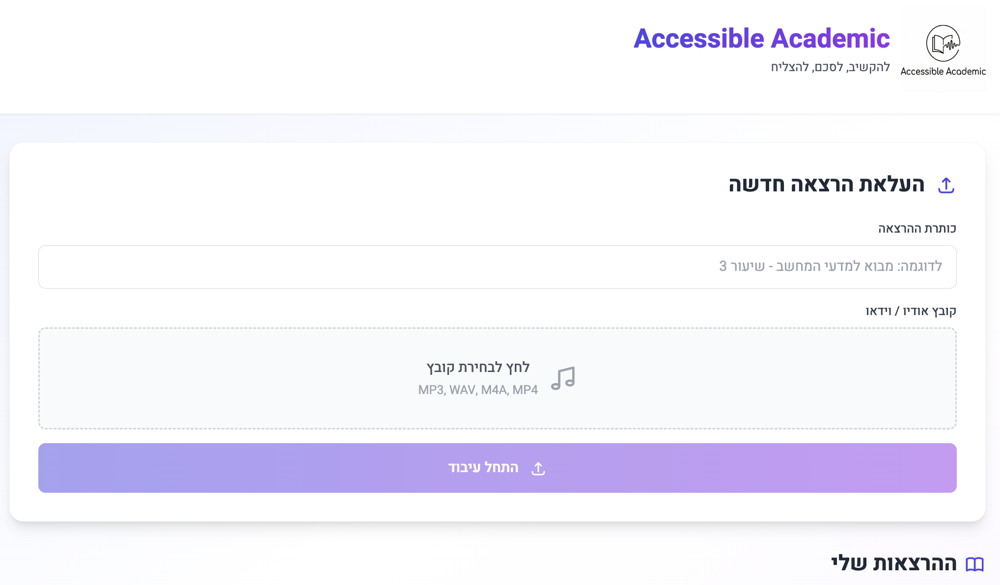 Accessible Academic
Accessible Academic
להקשיב, לסכם, להצליח
העלאת הרצאה חדשה
כותרת ההרצאה
לדוגמה: מבוא למדעי המחשב - שיעור 3
קובץ אודיו / וידאו
לחץ לבחירת קובץ
MP3, WAV, M4A, MP4
התחל עיבוד
ההרצאות שלי